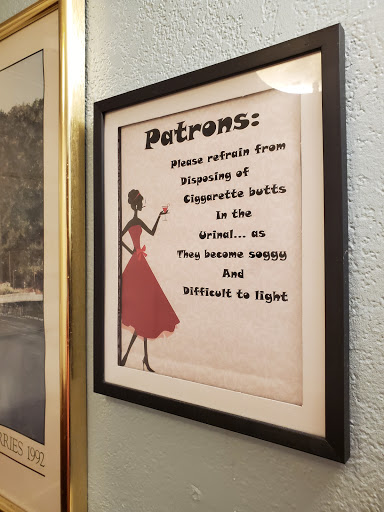 Patrons:
Please refrain from
Disposing of
Ciggarette butts
In the
Urinal... as
They become soggy
And
Difficult to light
RRIES 1992